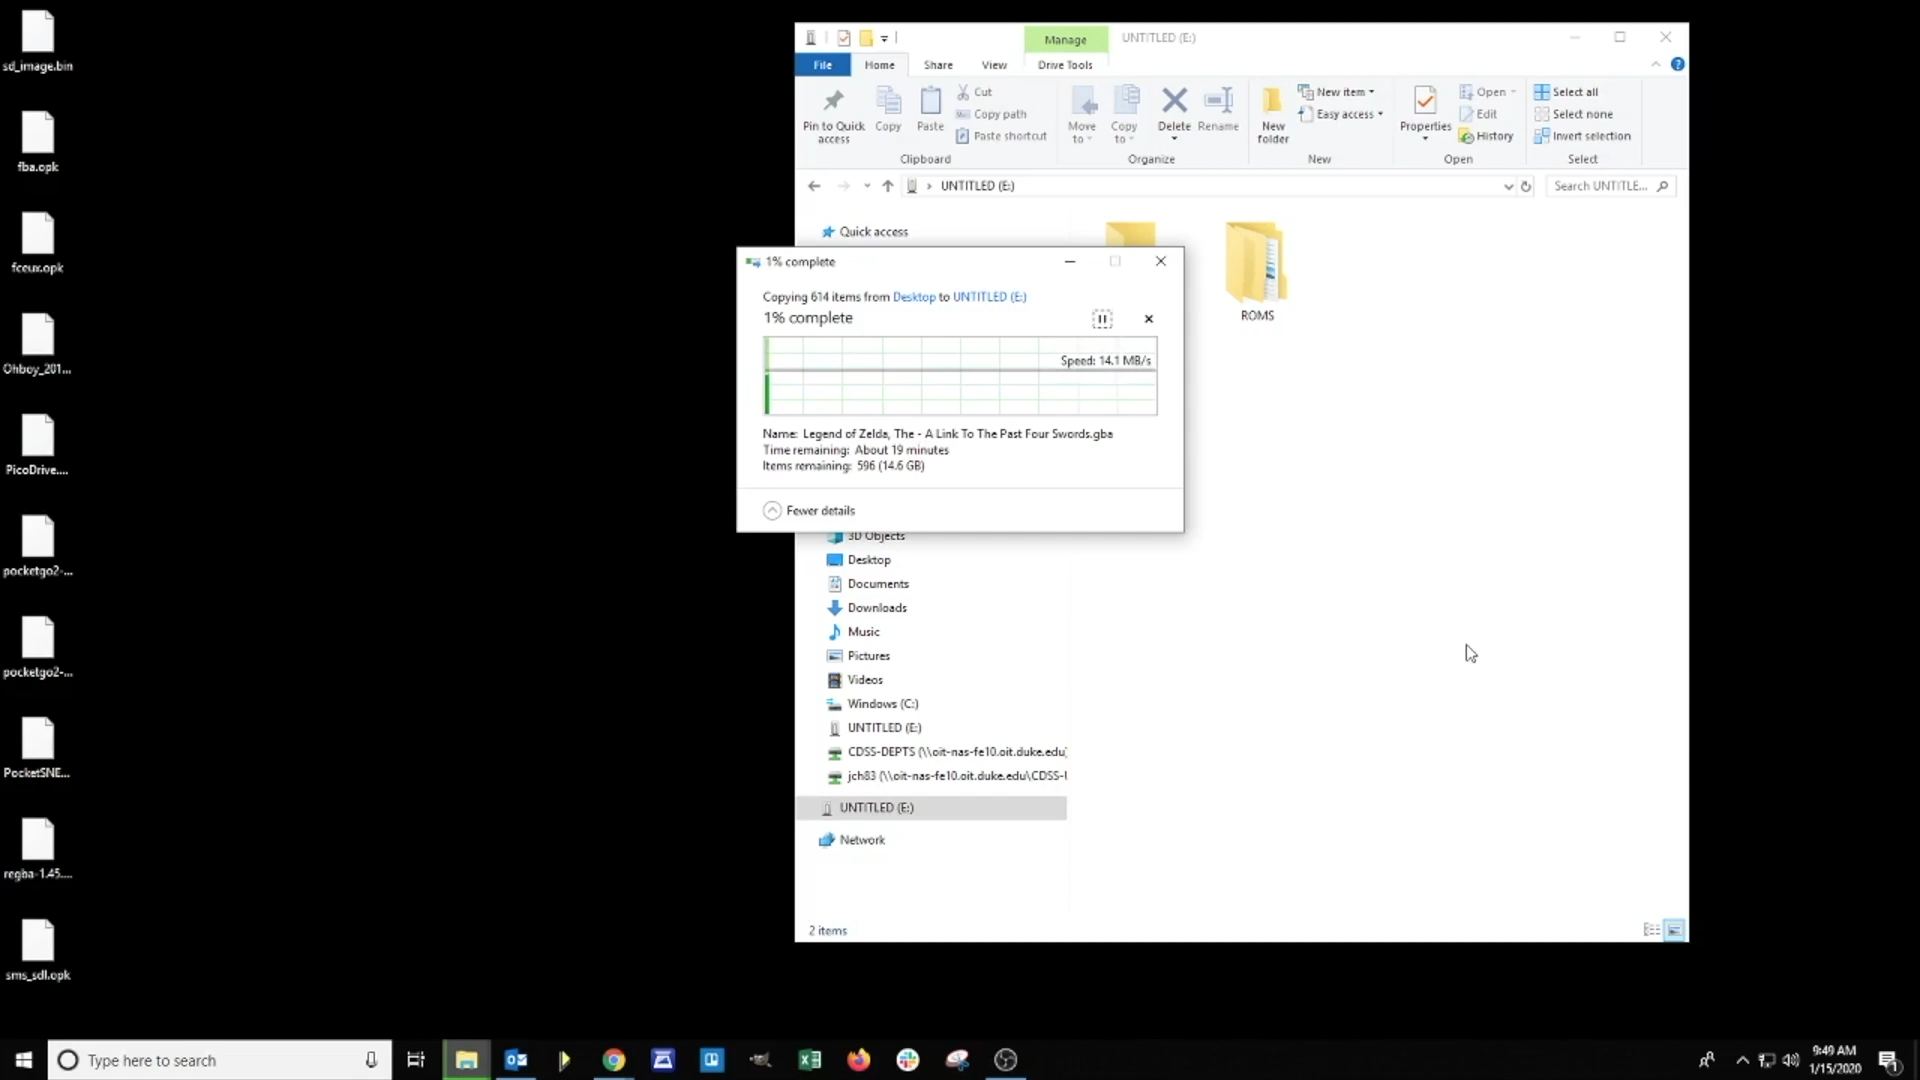 sd_image.bin
fba.opk
fceux.opk
Ohboy_201...
PicoDrive....
pocketgo2-...
pocketgo2-...
PocketSNE...
regba-1.45....
sms_sdl.opk
Manage
UNTITLED (E:)
File
Home
Share
View
Drive Tools
Pin to Quick access
Copy
Paste
Cut
Copy path
Paste shortcut
Clipboard
Move to
Copy to
Delete
Rename
Organize
New folder
New item
Easy access
New
Properties
Open
Edit
History
Open
Select all
Select none
Invert selection
Select
UNTITLED (E:)
Search UNTITLE...
Quick access
ROMS
1% complete
Copying 614 items from Desktop to UNTITLED (E:)
1% complete
Speed: 14.1 MB/s
Name: Legend of Zelda, The - A Link To The Past Four Swords.gba
Time remaining: About 19 minutes
Items remaining: 596 (14.6 GB)
Fewer details
3D Objects
Desktop
Documents
Downloads
Music
Pictures
Videos
Windows (C:)
UNTITLED (E:)
CDSS-DEPTS (\\oit-nas-fe10.oit.duke.edu)
jch83 (\\oit-nas-fe10.oit.duke.edu\CDSS-U
UNTITLED (E:)
Network
2 items
Type here to search
9:49 AM
1/15/2020
1